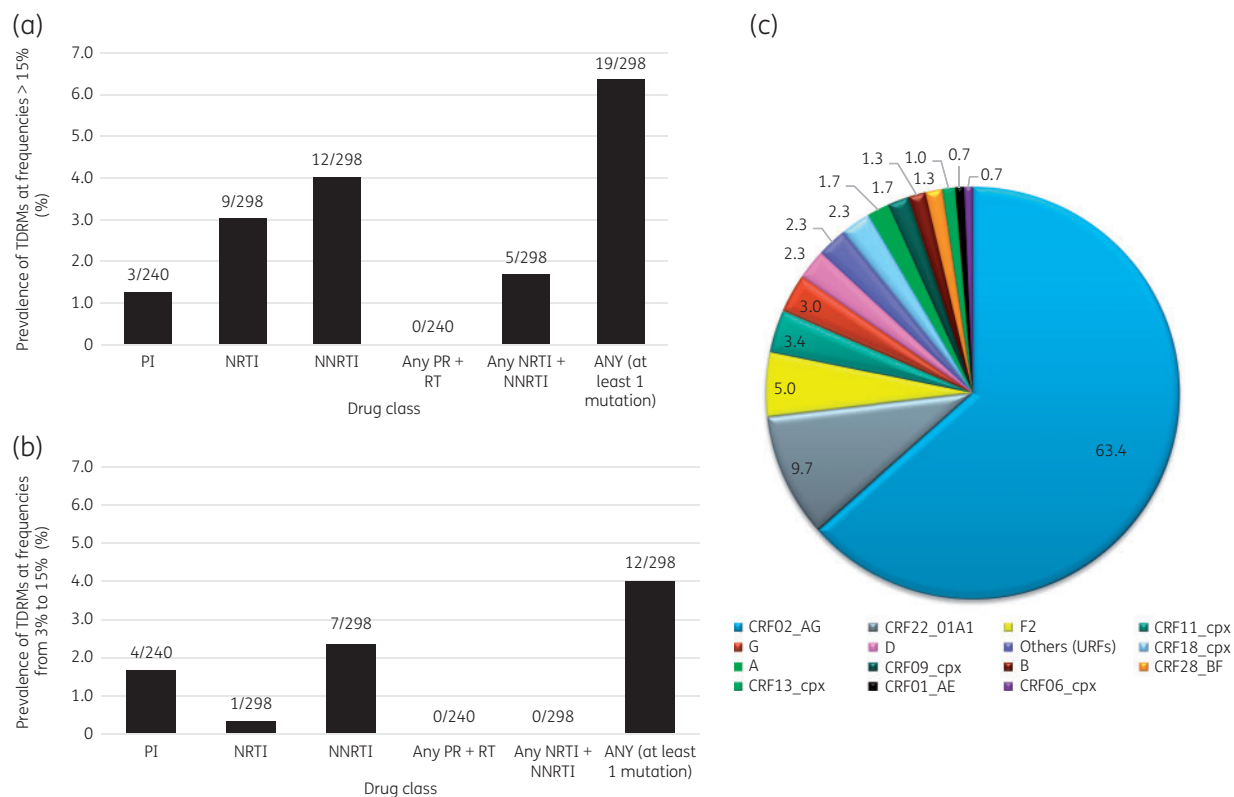 (a)
Prevalence of TDRMs at frequencies > 15%
(%)
7.0
6.0
5.0
4.0
3.0
2.0
1.0
0
3/240
9/298
12/298
0/240
5/298
19/298
PI
NRTI
NNRTI
Any PR +
RT
Any NRTI +
NNRTI
ANY (at
least 1
mutation)
Drug class
(b)
Prevalence of TDRMs at frequencies
from 3% to 15% (%)
7.0
6.0
5.0
4.0
3.0
2.0
1.0
0
4/240
1/298
7/298
0/240
0/298
12/298
PI
NRTI
NNRTI
Any PR + RT
Any NRTI +
NNRTI
ANY (at least
1 mutation)
Drug class
(c)
63.4
9.7
5.0
3.4
3.0
2.3
2.3
2.3
1.7
1.7
1.3
1.3
1.0
0.7
0.7
CRF02_AG CRF22_01A1 F2 CRF11_cpx
G D Others (URFs) CRF18_cpx
A CRF09_cpx B CRF28_BF
CRF13_cpx CRF01_AE CRF06_cpx